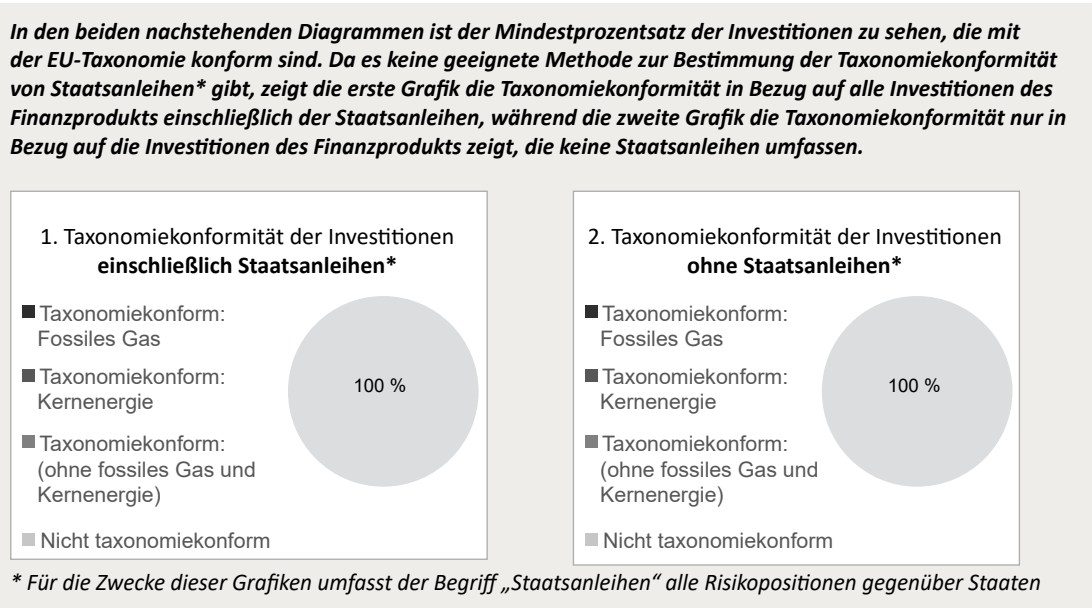 In den beiden nachstehenden Diagrammen ist der Mindestprozentsatz der Investitionen zu sehen, die mit
der EU-Taxonomie konform sind. Da es keine geeignete Methode zur Bestimmung der Taxonomiekonformität
von Staatsanleihen* gibt, zeigt die erste Grafik die Taxonomiekonformität in Bezug auf alle Investitionen des
Finanzprodukts einschließlich der Staatsanleihen, während die zweite Grafik die Taxonomiekonformität nur in
Bezug auf die Investitionen des Finanzprodukts zeigt, die keine Staatsanleihen umfassen.
1. Taxonomiekonformität der Investitionen
einschließlich Staatsanleihen*
Taxonomiekonform:
Fossiles Gas
Taxonomiekonform:
Kernenergie
Taxonomiekonform:
(ohne fossiles Gas und
Kernenergie)
Nicht taxonomiekonform
100 %
2. Taxonomiekonformität der Investitionen
ohne Staatsanleihen*
Taxonomiekonform:
Fossiles Gas
Taxonomiekonform:
Kernenergie
Taxonomiekonform:
(ohne fossiles Gas und
Kernenergie)
Nicht taxonomiekonform
100 %
* Für die Zwecke dieser Grafiken umfasst der Begriff „Staatsanleihen“ alle Risikopositionen gegenüber Staaten